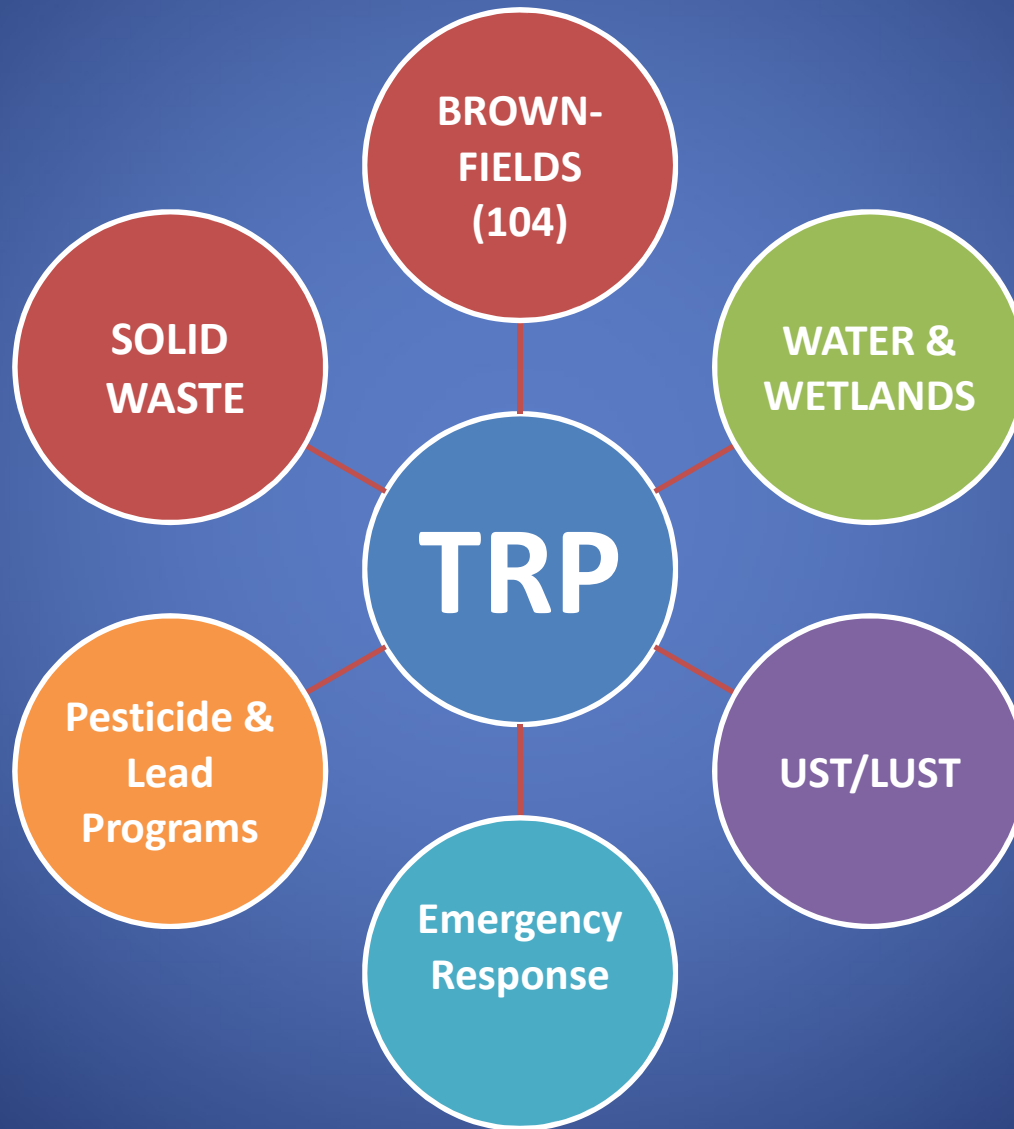 BROWN-
FIELDS
(104)
SOLID
WASTE
WATER &
WETLANDS
TRP
Pesticide &
Lead
Programs
UST/LUST
Emergency
Response